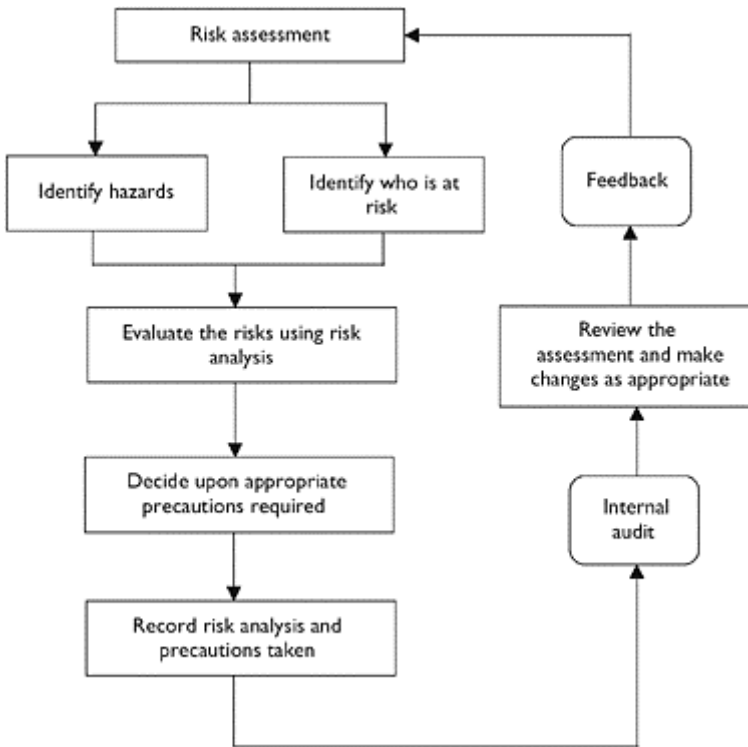 Risk assessment
Identify hazards
Identify who is at
risk
Feedback
Evaluate the risks using risk
analysis
Review the
assessment and make
changes as appropriate
Decide upon appropriate
precautions required
Internal
audit
Record risk analysis and
precautions taken